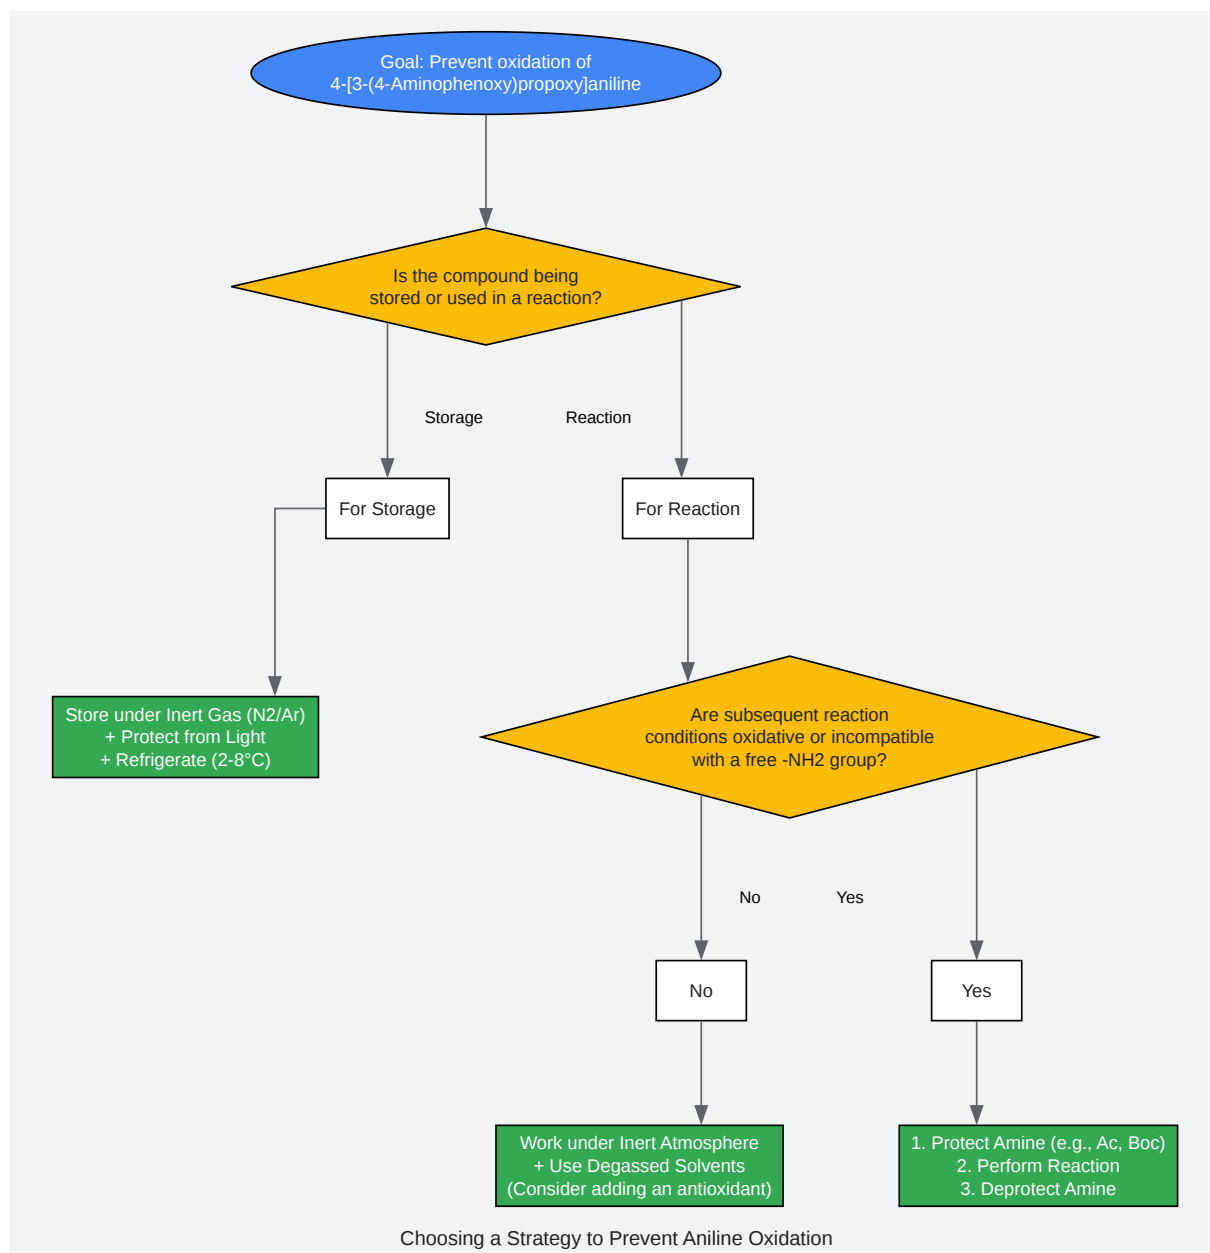 Goal: Prevent oxidation of
4-[3-(4-Aminophenoxy)propoxy]aniline
Is the compound being
stored or used in a reaction?
Storage
Reaction
For Storage
For Reaction
Store under Inert Gas (N2/Ar)
+ Protect from Light
+ Refrigerate (2-8°C)
Are subsequent reaction
conditions oxidative or incompatible
with a free -NH2 group?
No
Yes
No
Yes
Work under Inert Atmosphere
+ Use Degassed Solvents
(Consider adding an antioxidant)
1. Protect Amine (e.g., Ac, Boc)
2. Perform Reaction
3. Deprotect Amine
Choosing a Strategy to Prevent Aniline Oxidation